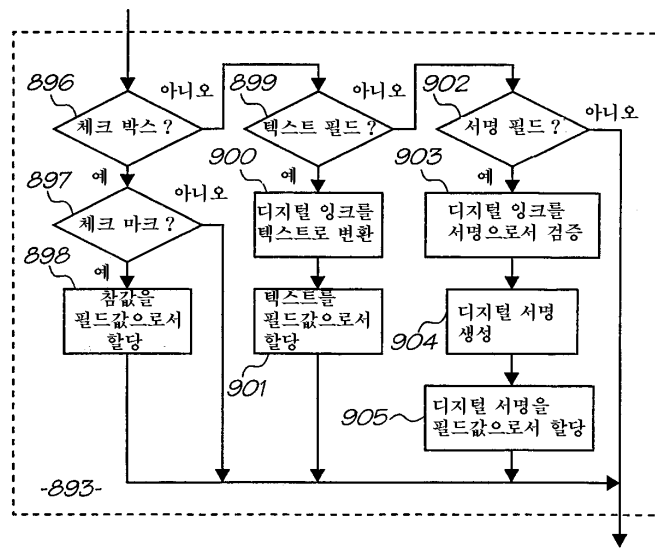 896
체크 박스 ?
아니오
예
899
텍스트 필드 ?
아니오
902
서명 필드 ?
아니오
예
897
체크 마크 ?
아니오
예
900
디지털 잉크를
텍스트로 변환
903
디지털 잉크를
서명으로서 검증
예
898
참값을
필드값으로서
할당
텍스트를
필드값으로서
할당
901
904
디지털 서명
생성
905
디지털 서명을
필드값으로서 할당
-893-